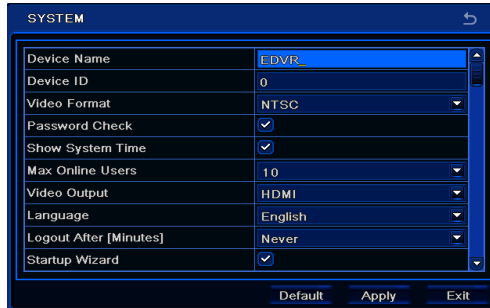 SYSTEM
Device Name EDVR_
Device ID 0
Video Format NTSC
Password Check
Show System Time
Max Online Users 10
Video Output HDMI
Language English
Logout After [Minutes] Never
Startup Wizard
Default Apply Exit